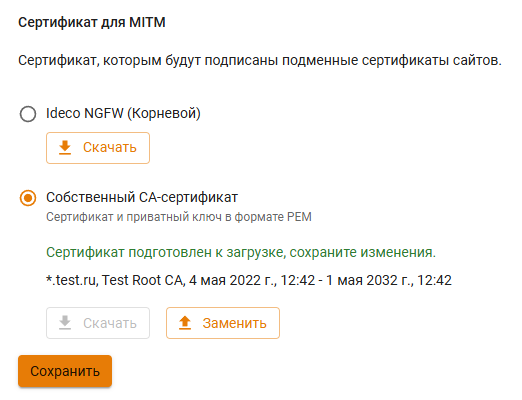 Сертификат для MITM
Сертификат, которым будут подписаны подменные сертификаты сайтов.
Ideco NGFW (Корневой)
Скачать
Собственный CA-сертификат
Сертификат и приватный ключ в формате PEM
Сертификат подготовлен к загрузке, сохраните изменения.
*.test.ru, Test Root CA, 4 мая 2022 г., 12:42 - 1 мая 2032 г., 12:42
Скачать Заменить
Сохранить